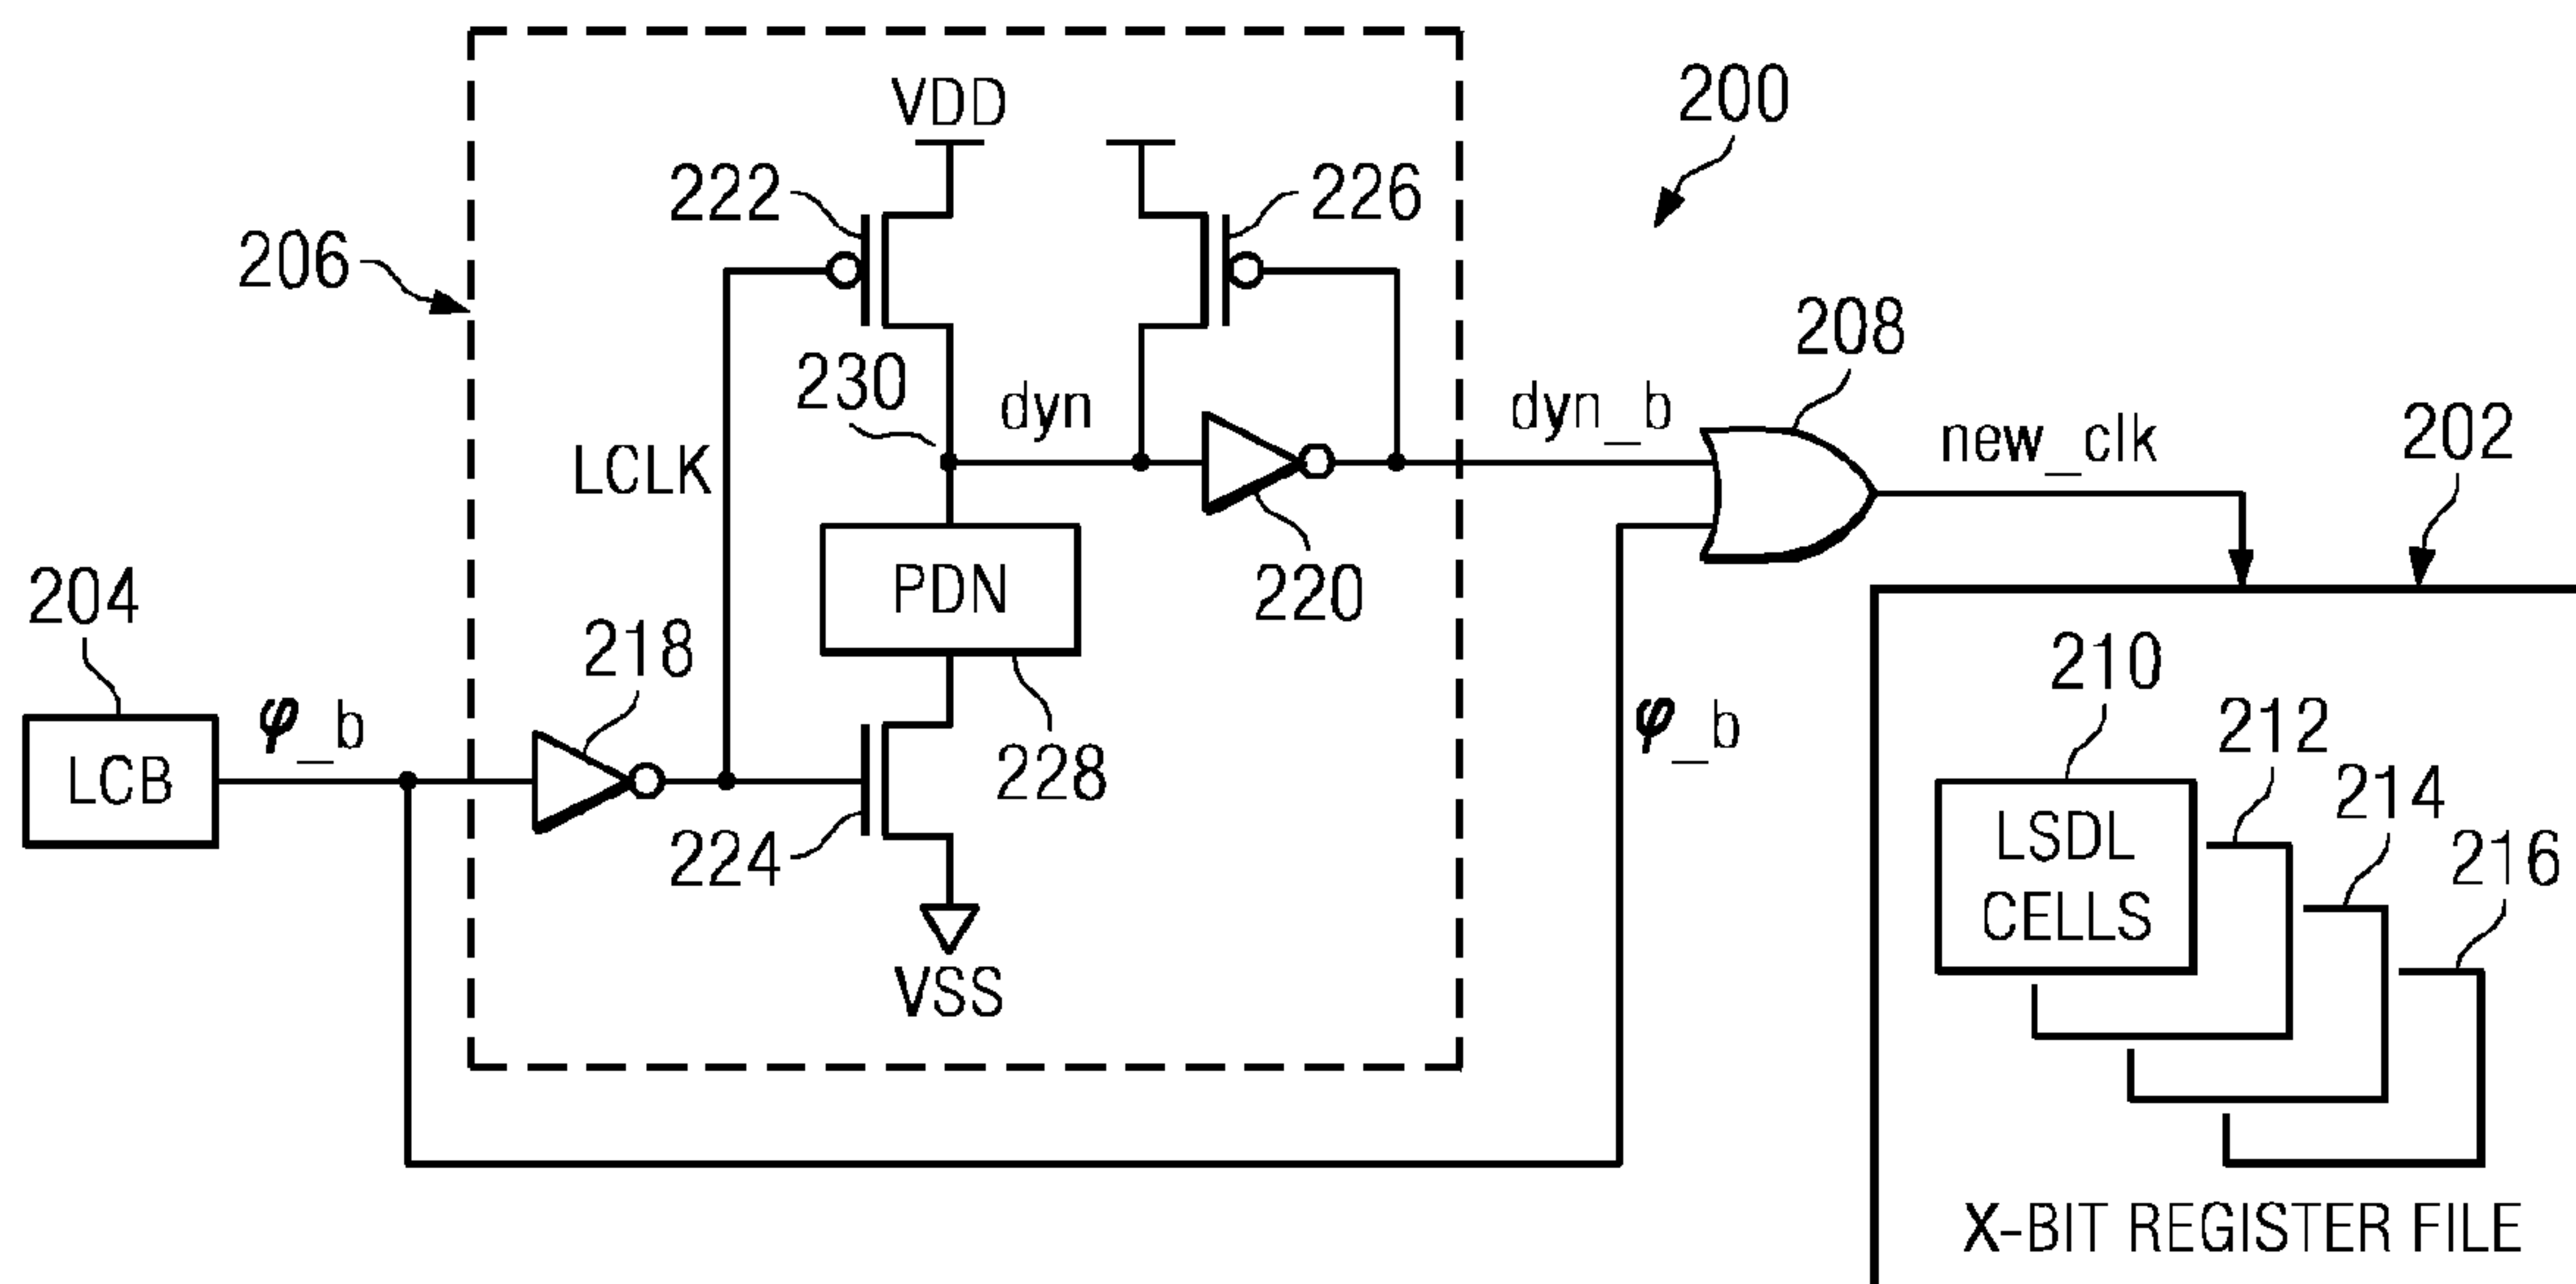 VDD
200
222
226
206
208
230
dyn
dyn_b
new_clk
202
LCLK
PDN
220
204
218
210
φ_b
φ_b
212
228
214
LCB
LSDL
CELLS
224
216
VSS
X-BIT REGISTER FILE